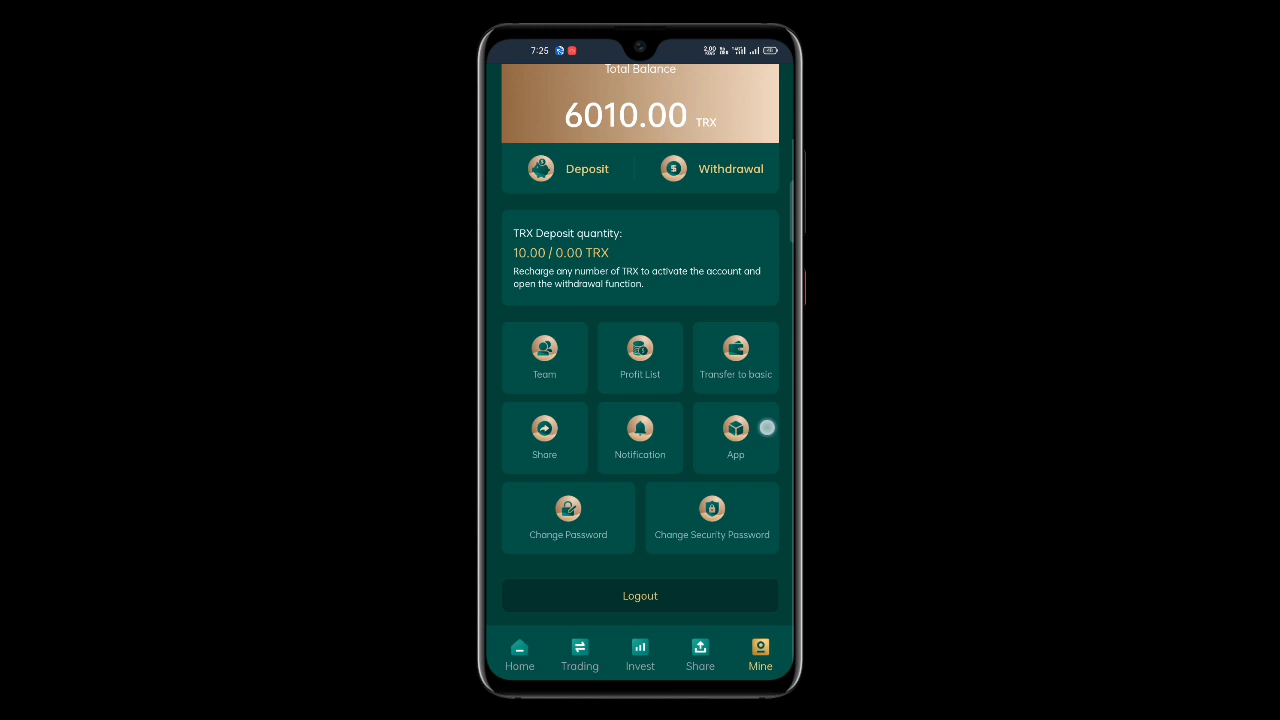 7:25
Total Balance
6010.00 TRX
Deposit
Withdrawal
TRX Deposit quantity:
10.00 / 0.00 TRX
Recharge any number of TRX to activate the account and
open the withdrawal function.
Team
Profit List
Transfer to basic
Share
Notification
App
Change Password
Change Security Password
Logout
Home
Trading
Invest
Share
Mine